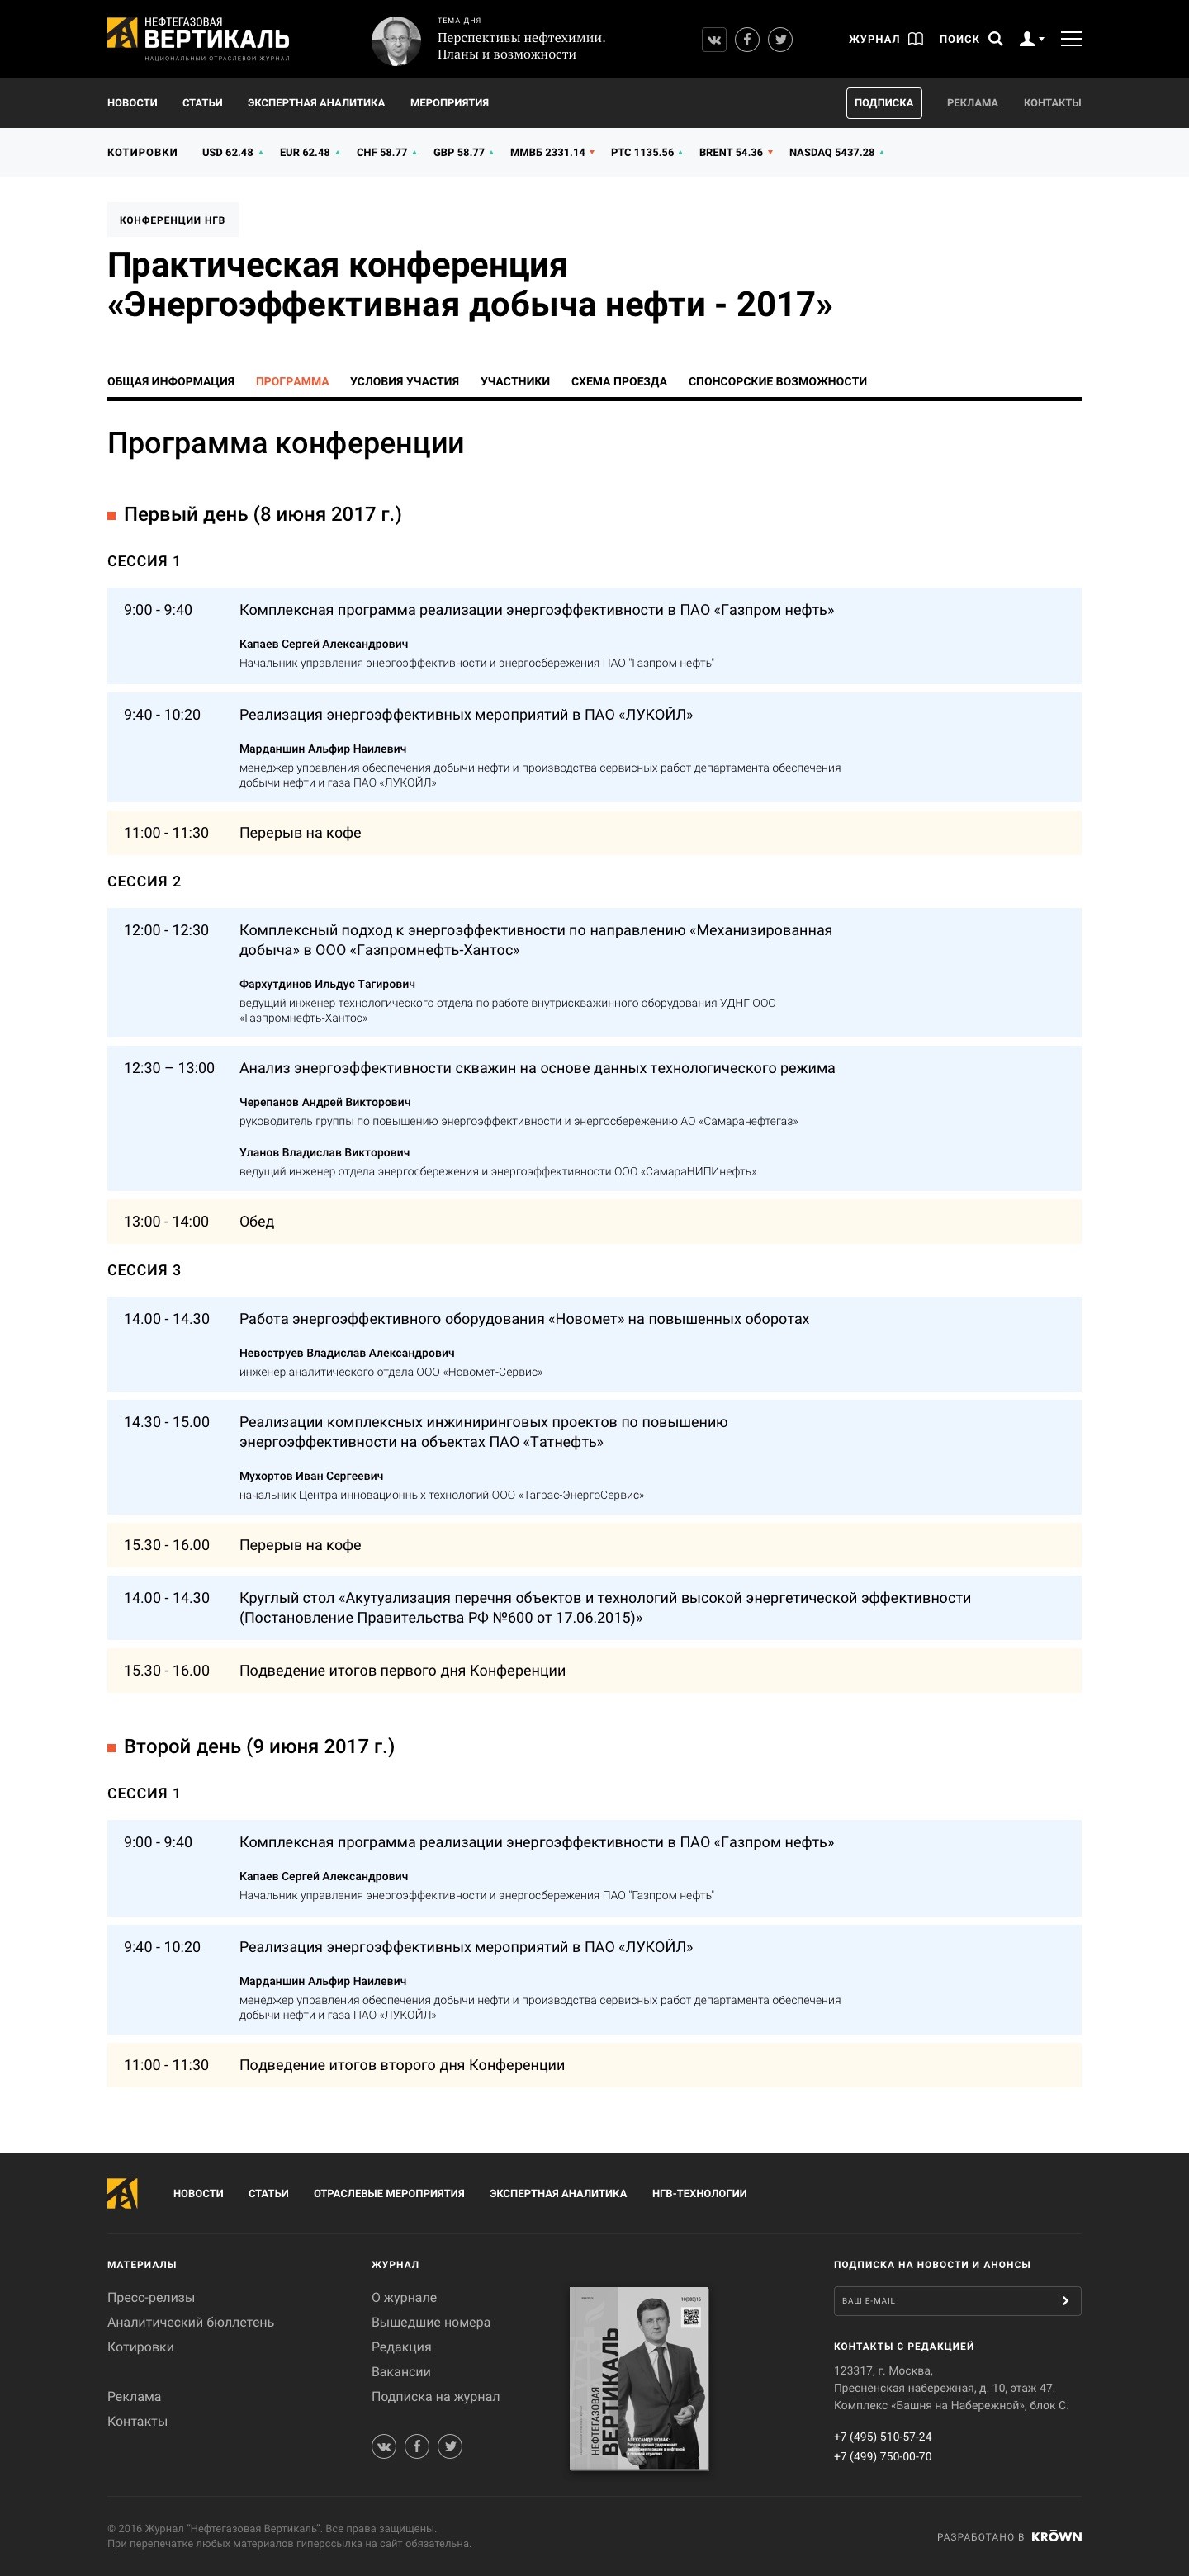 НЕФТЕГАЗОВАЯ
ВЕРТИКАЛЬ
НАЦИОНАЛЬНЫЙ ОТРАСЛЕВОЙ ЖУРНАЛ
ТЕМА ДНЯ
Перспективы нефтехимии.
Планы и возможности
ЖУРНАЛ
ПОИСК
НОВОСТИ СТАТЬИ ЭКСПЕРТНАЯ АНАЛИТИКА МЕРОПРИЯТИЯ ПОДПИСКА РЕКЛАМА КОНТАКТЫ
КОТИРОВКИ USD 62.48 EUR 62.48 CHF 58.77 GBP 58.77 ММВБ 2331.14 РТС 1135.56 BRENT 54.36 NASDAQ 5437.28
КОНФЕРЕНЦИИ НГВ
Практическая конференция
«Энергоэффективная добыча нефти - 2017»
ОБЩАЯ ИНФОРМАЦИЯ ПРОГРАММА УСЛОВИЯ УЧАСТИЯ УЧАСТНИКИ СХЕМА ПРОЕЗДА СПОНСОРСКИЕ ВОЗМОЖНОСТИ
Программа конференции
Первый день (8 июня 2017 г.)
СЕССИЯ 1
9:00 - 9:40 Комплексная программа реализации энергоэффективности в ПАО «Газпром нефть»
Капаев Сергей Александрович
Начальник управления энергоэффективности и энергосбережения ПАО "Газпром нефть"
9:40 - 10:20 Реализация энергоэффективных мероприятий в ПАО «ЛУКОЙЛ»
Марданшин Альфир Наилевич
менеджер управления обеспечения добычи нефти и производства сервисных работ департамента обеспечения
добычи нефти и газа ПАО «ЛУКОЙЛ»
11:00 - 11:30 Перерыв на кофе
СЕССИЯ 2
12:00 - 12:30 Комплексный подход к энергоэффективности по направлению «Механизированная
добыча» в ООО «Газпромнефть-Хантос»
Фархутдинов Ильдус Тагирович
ведущий инженер технологического отдела по работе внутрискважинного оборудования УДНГ ООО
«Газпромнефть-Хантос»
12:30 – 13:00 Анализ энергоэффективности скважин на основе данных технологического режима
Черепанов Андрей Викторович
руководитель группы по повышению энергоэффективности и энергосбережению АО «Самаранефтегаз»
Уланов Владислав Викторович
ведущий инженер отдела энергосбережения и энергоэффективности ООО «СамараНИПИнефть»
13:00 - 14:00 Обед
СЕССИЯ 3
14.00 - 14.30 Работа энергоэффективного оборудования «Новомет» на повышенных оборотах
Невоструев Владислав Александрович
инженер аналитического отдела ООО «Новомет-Сервис»
14.30 - 15.00 Реализации комплексных инжиниринговых проектов по повышению
энергоэффективности на объектах ПАО «Татнефть»
Мухортов Иван Сергеевич
начальник Центра инновационных технологий ООО «Таграс-ЭнергоСервис»
15.30 - 16.00 Перерыв на кофе
14.00 - 14.30 Круглый стол «Акутуализация перечня объектов и технологий высокой энергетической эффективности
(Постановление Правительства РФ №600 от 17.06.2015)»
15.30 - 16.00 Подведение итогов первого дня Конференции
Второй день (9 июня 2017 г.)
СЕССИЯ 1
9:00 - 9:40 Комплексная программа реализации энергоэффективности в ПАО «Газпром нефть»
Капаев Сергей Александрович
Начальник управления энергоэффективности и энергосбережения ПАО "Газпром нефть"
9:40 - 10:20 Реализация энергоэффективных мероприятий в ПАО «ЛУКОЙЛ»
Марданшин Альфир Наилевич
менеджер управления обеспечения добычи нефти и производства сервисных работ департамента обеспечения
добычи нефти и газа ПАО «ЛУКОЙЛ»
11:00 - 11:30 Подведение итогов второго дня Конференции
НОВОСТИ СТАТЬИ ОТРАСЛЕВЫЕ МЕРОПРИЯТИЯ ЭКСПЕРТНАЯ АНАЛИТИКА НГВ-ТЕХНОЛОГИИ
МАТЕРИАЛЫ
Пресс-релизы
Аналитический бюллетень
Котировки
Реклама
Контакты
ЖУРНАЛ
О журнале
Вышедшие номера
Редакция
Вакансии
Подписка на журнал
НЕФТЕГАЗОВАЯ
ВЕРТИКАЛЬ
АЛЕКСАНДР НОВАК:
ПОДПИСКА НА НОВОСТИ И АНОНСЫ
ВАШ E-MAIL
КОНТАКТЫ С РЕДАКЦИЕЙ
123317, г. Москва,
Пресненская набережная, д. 10, этаж 47.
Комплекс «Башня на Набережной», блок С.
+7 (495) 510-57-24
+7 (499) 750-00-70
© 2016 Журнал "Нефтегазовая Вертикаль". Все права защищены.
При перепечатке любых материалов гиперссылка на сайт обязательна.
РАЗРАБОТАНО В KRŌWN